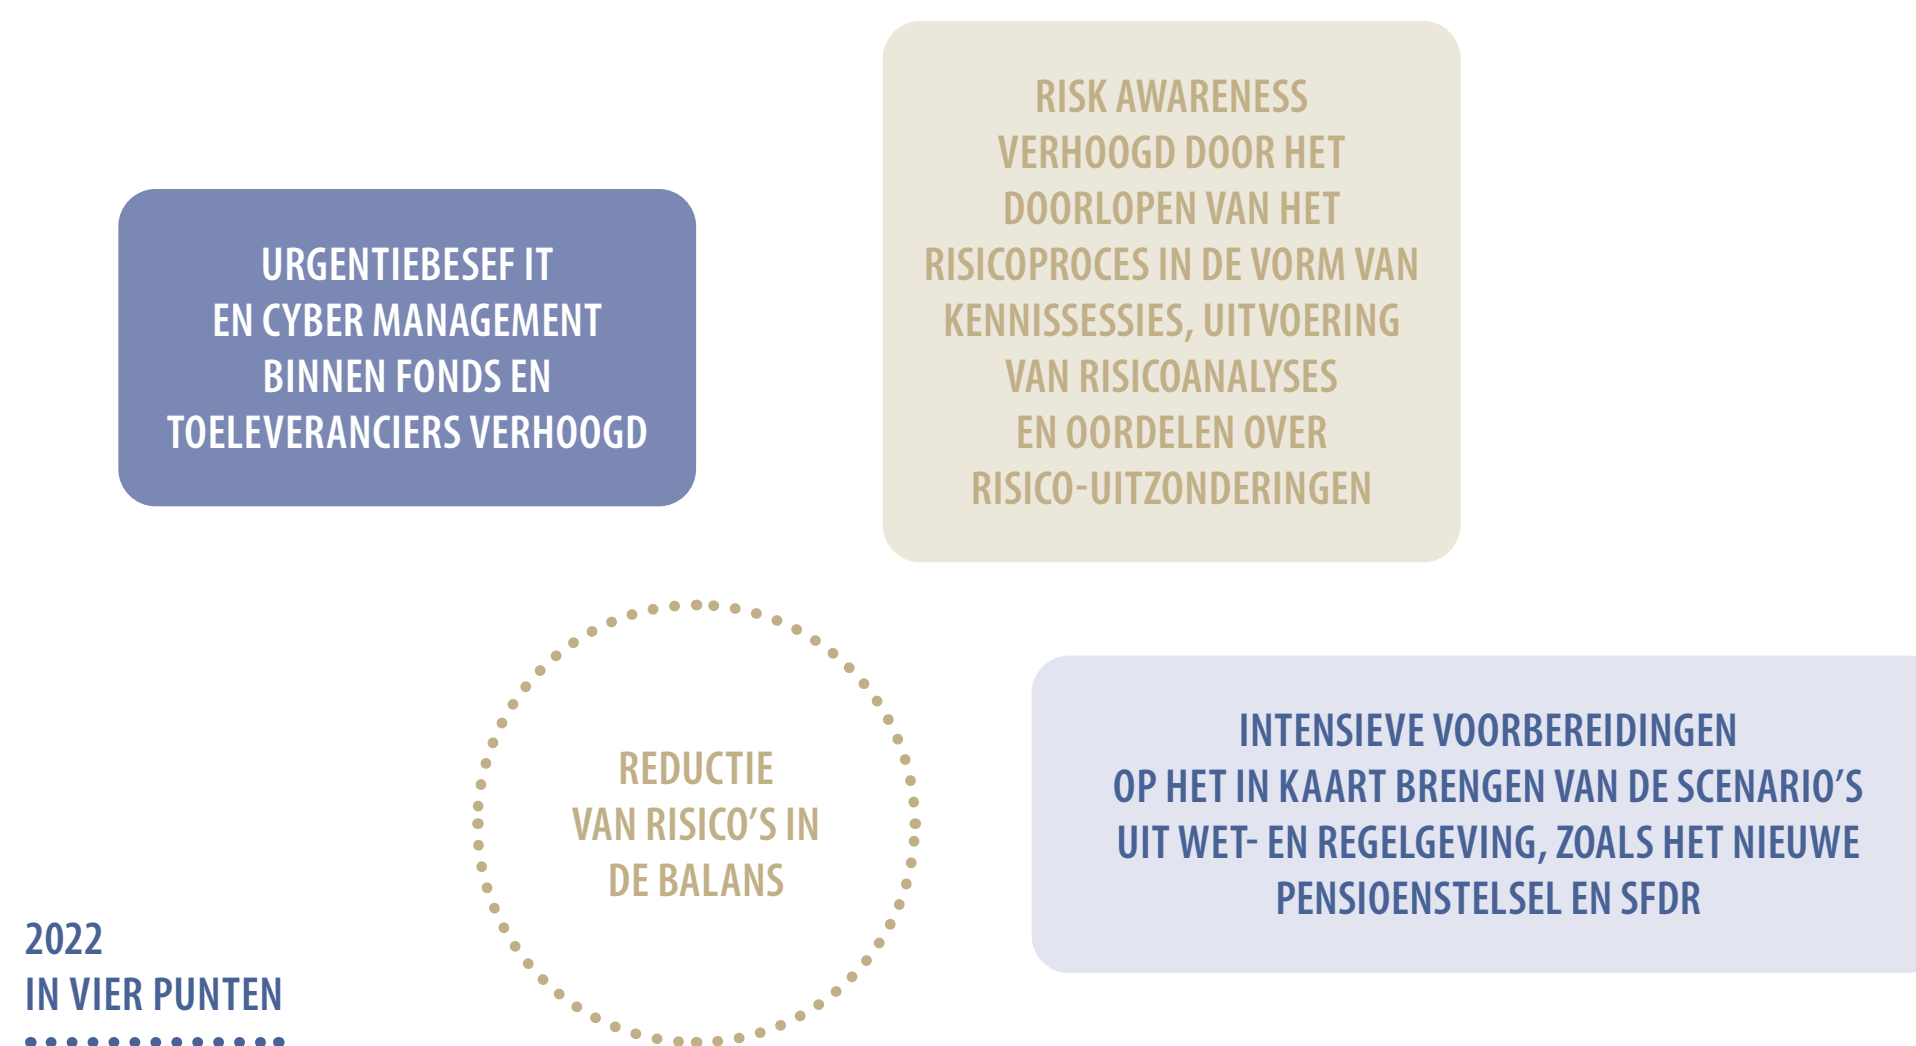 URGENTIEBESEF IT
EN CYBER MANAGEMENT
BINNEN FONDS EN
TOELEVERANCIERS VERHOOGD
RISK AWARENESS
VERHOOGD DOOR HET
DOORLOPEN VAN HET
RISICOPROCES IN DE VORM VAN
KENNISSESSIES, UITVOERING
VAN RISICOANALYSES
EN OORDELEN OVER
RISICO-UITZONDERINGEN
REDUCTIE
VAN RISICO’S IN
DE BALANS
INTENSIEVE VOORBEREIDINGEN
OP HET IN KAART BRENGEN VAN DE SCENARIO’S
UIT WET- EN REGELGEVING, ZOALS HET NIEUWE
PENSIOENSTELSEL EN SFDR
2022
IN VIER PUNTEN